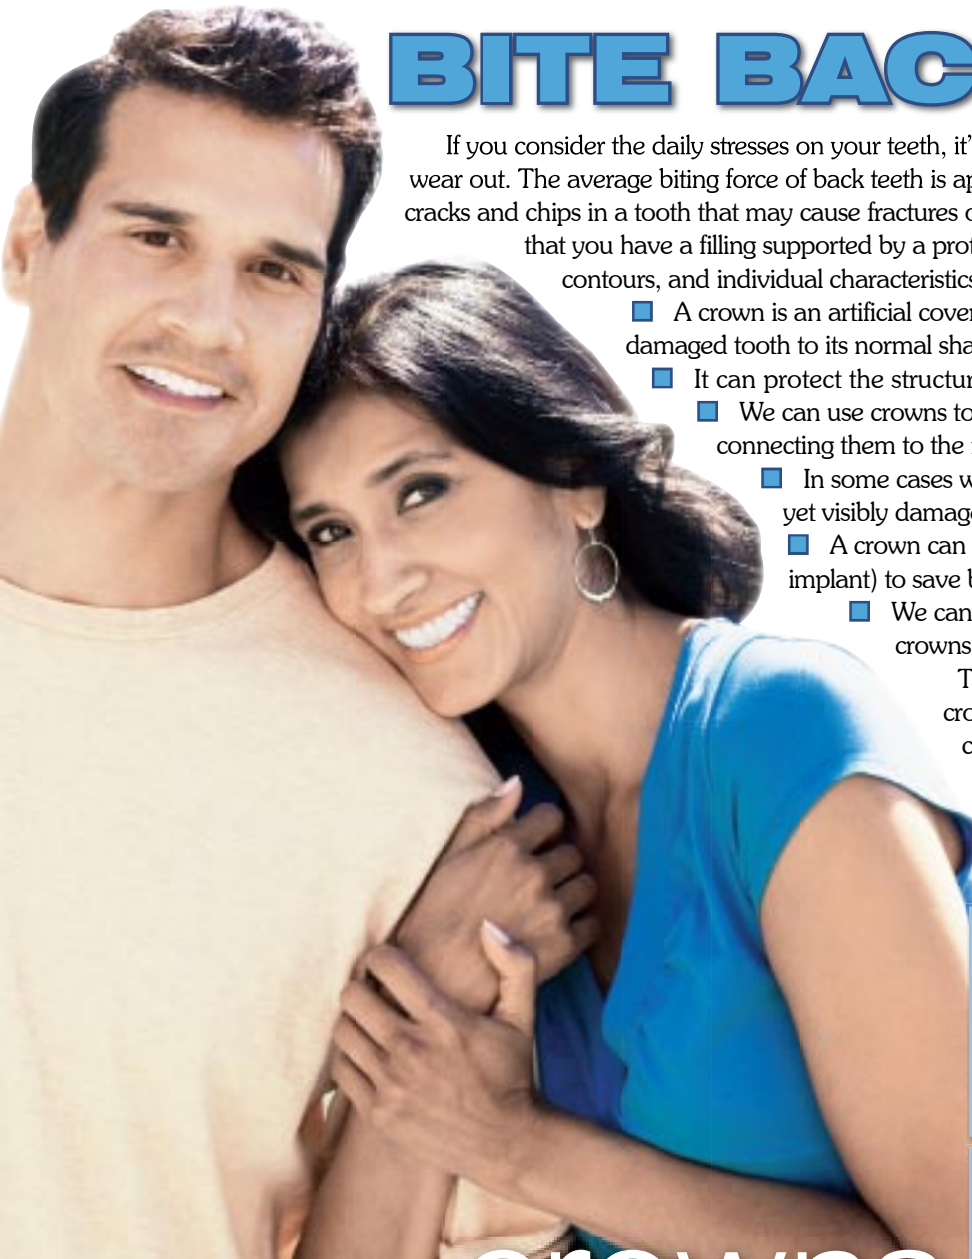 BITE BAC
If you consider the daily stresses on your teeth, it’
wear out. The average biting force of back teeth is ap
cracks and chips in a tooth that may cause fractures
that you have a filling supported by a prot
contours, and individual characteristics
A crown is an artificial cover
damaged tooth to its normal sha
It can protect the structur
We can use crowns to
connecting them to the
In some cases w
yet visibly damag
A crown can
implant) to save b
We can
crowns
T
cro
c
crowns